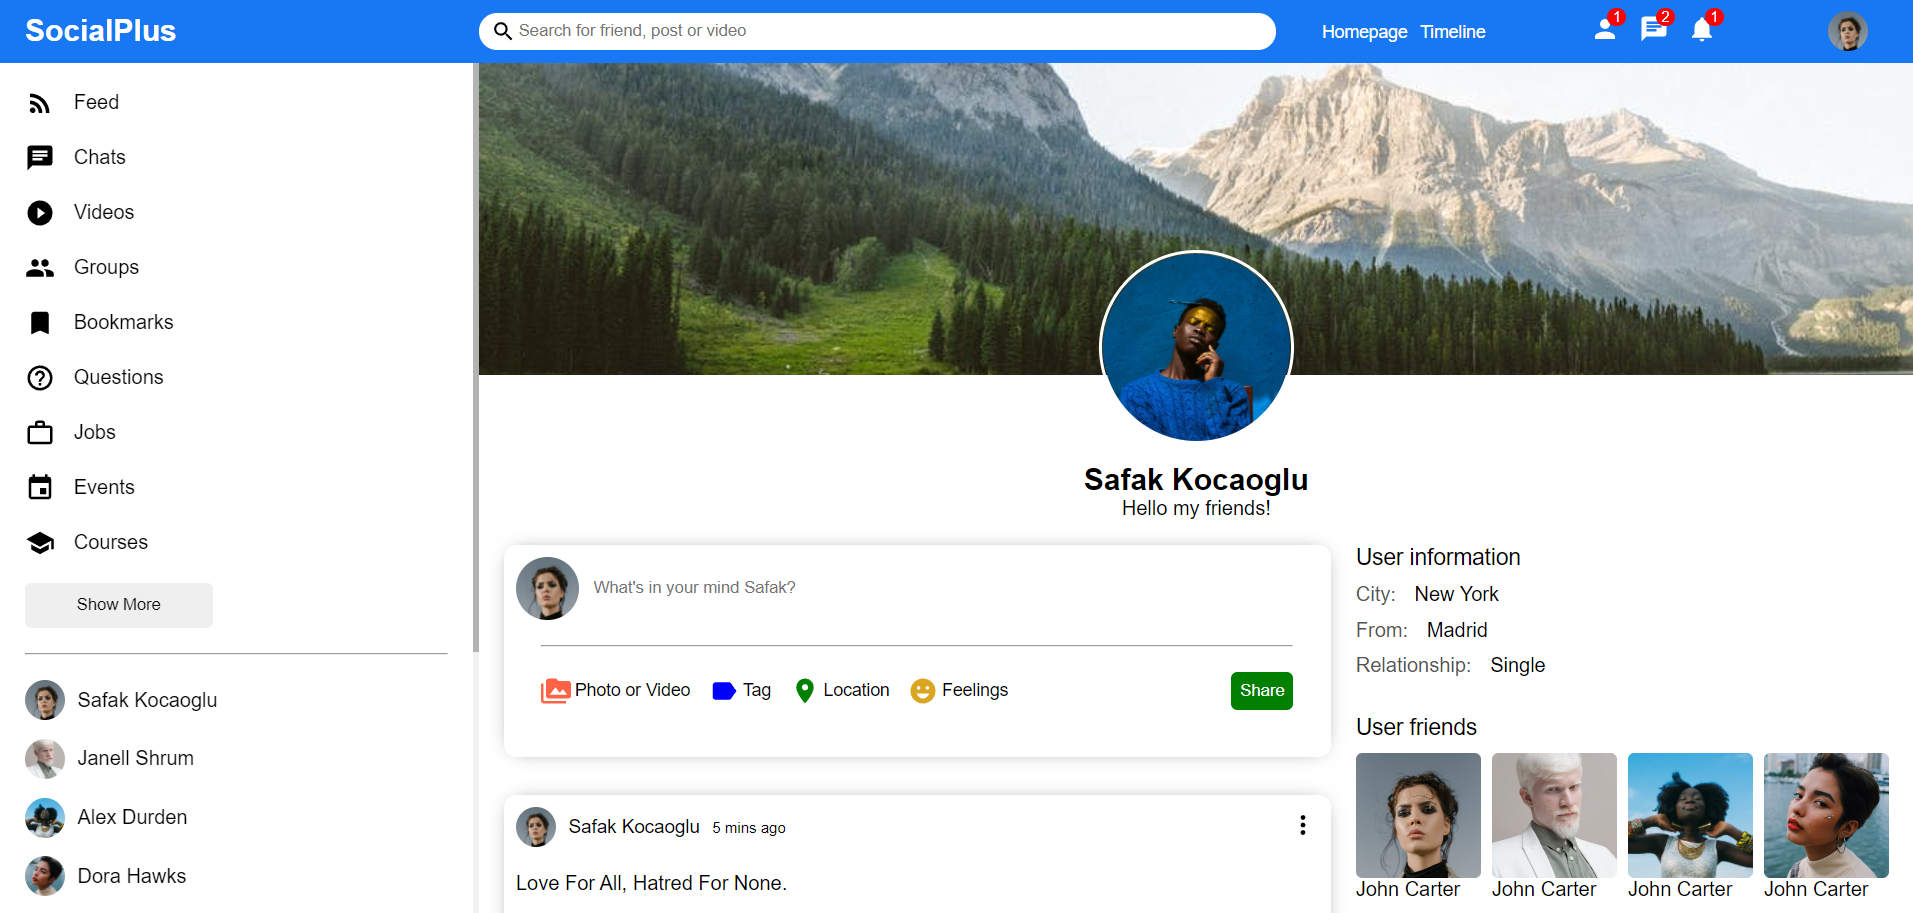 SocialPlus
Search for friend, post or video
Homepage Timeline
1
2
1
Feed
Chats
Videos
Groups
Bookmarks
Questions
Jobs
Events
Courses
Show More
Safak Kocaoglu
Janell Shrum
Alex Durden
Dora Hawks
Safak Kocaoglu
Hello my friends!
What's in your mind Safak?
Photo or Video Tag Location Feelings Share
Safak Kocaoglu 5 mins ago
Love For All, Hatred For None.
User information
City: New York
From: Madrid
Relationship: Single
User friends
John Carter John Carter John Carter John Carter